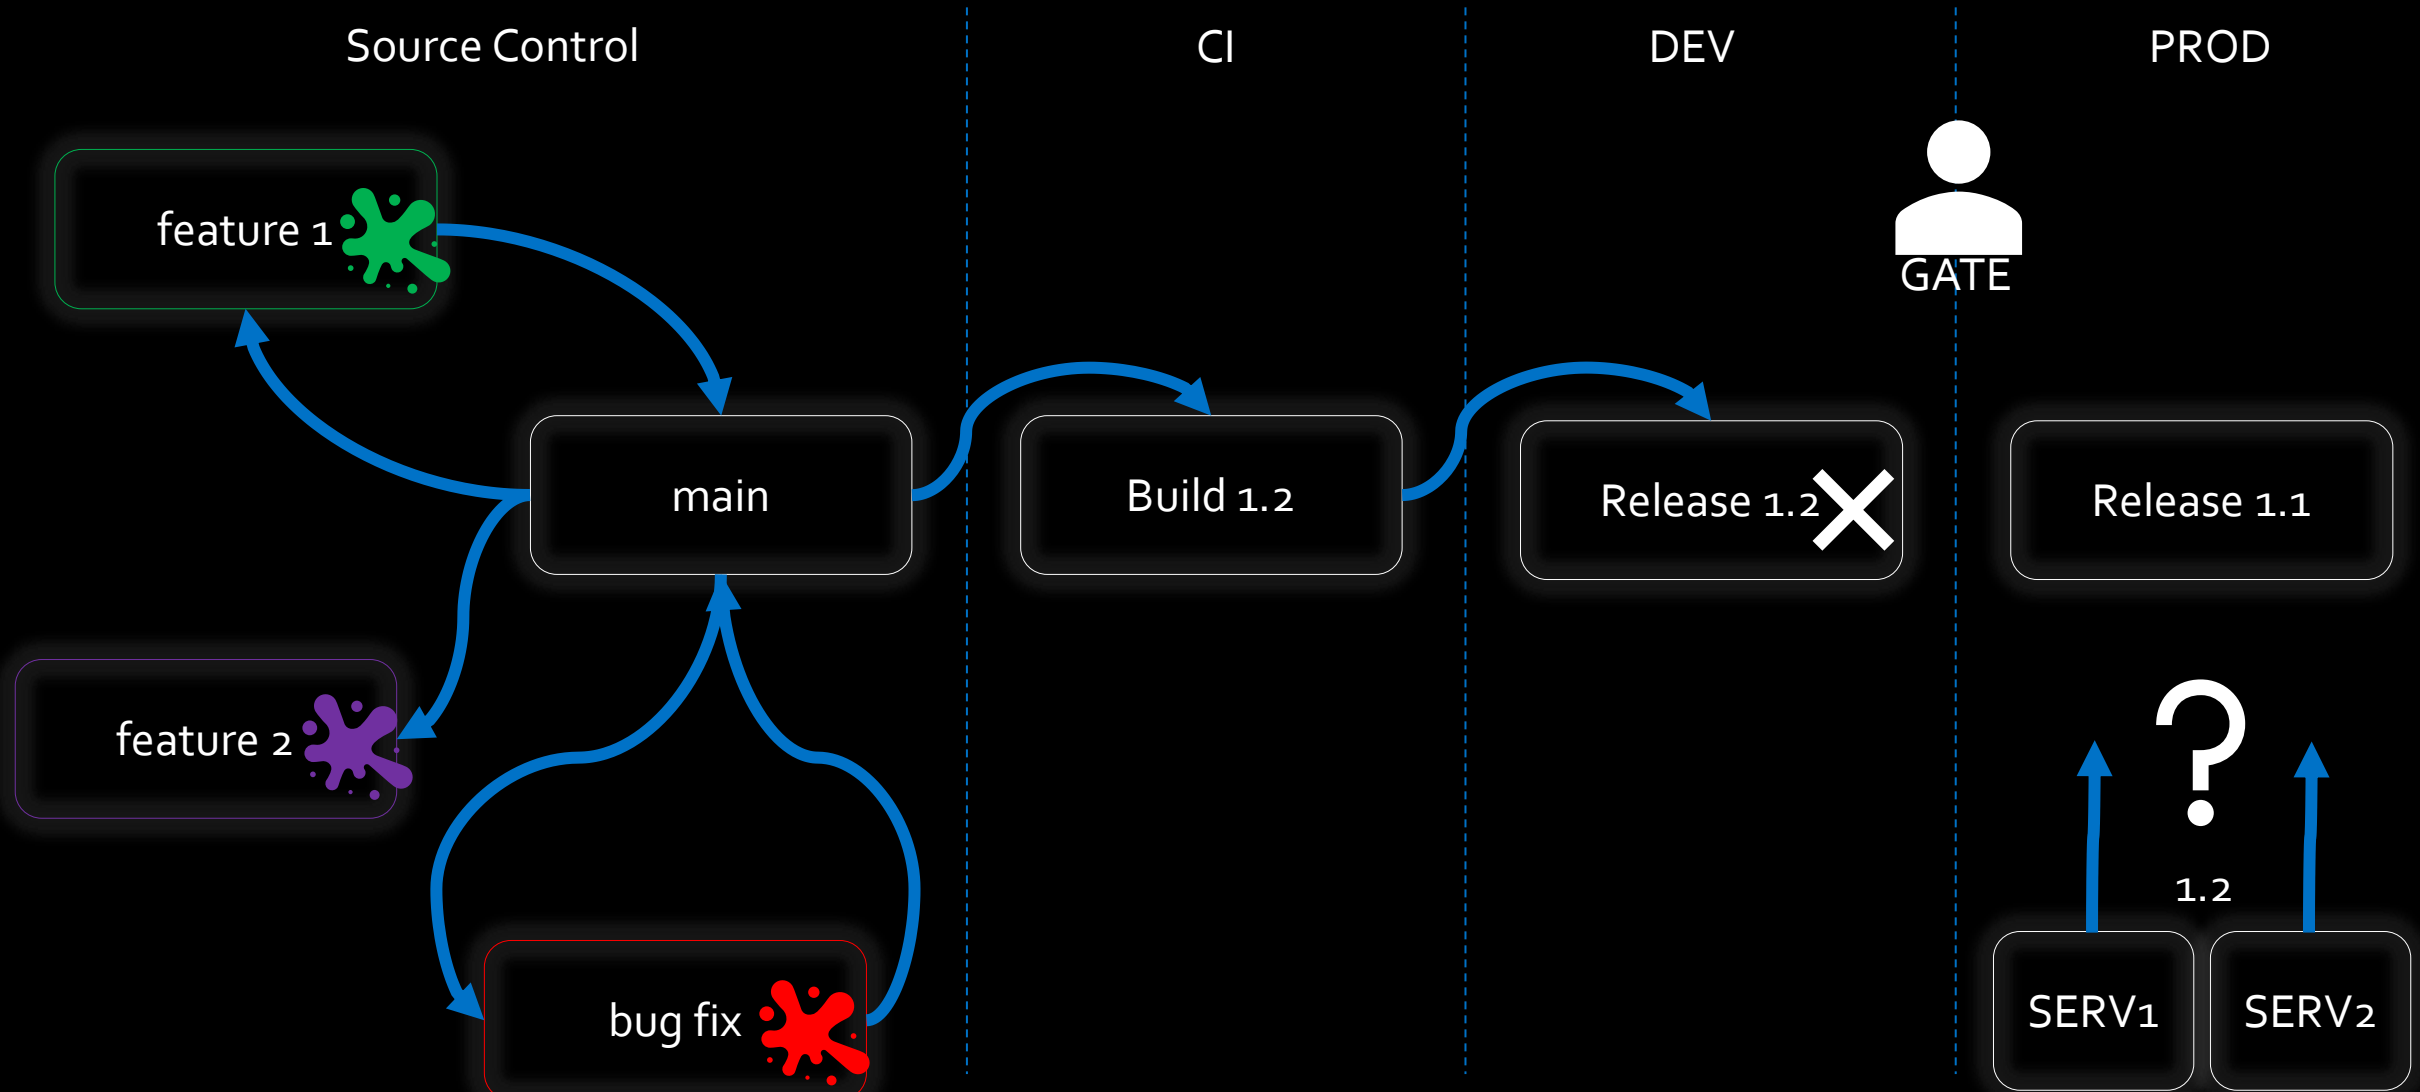 Source Control
CI
DEV
PROD
feature 1
GATE
main
Build 1.2
Release 1.2
Release 1.1
feature 2
?
1.2
bug fix
SERV1
SERV2